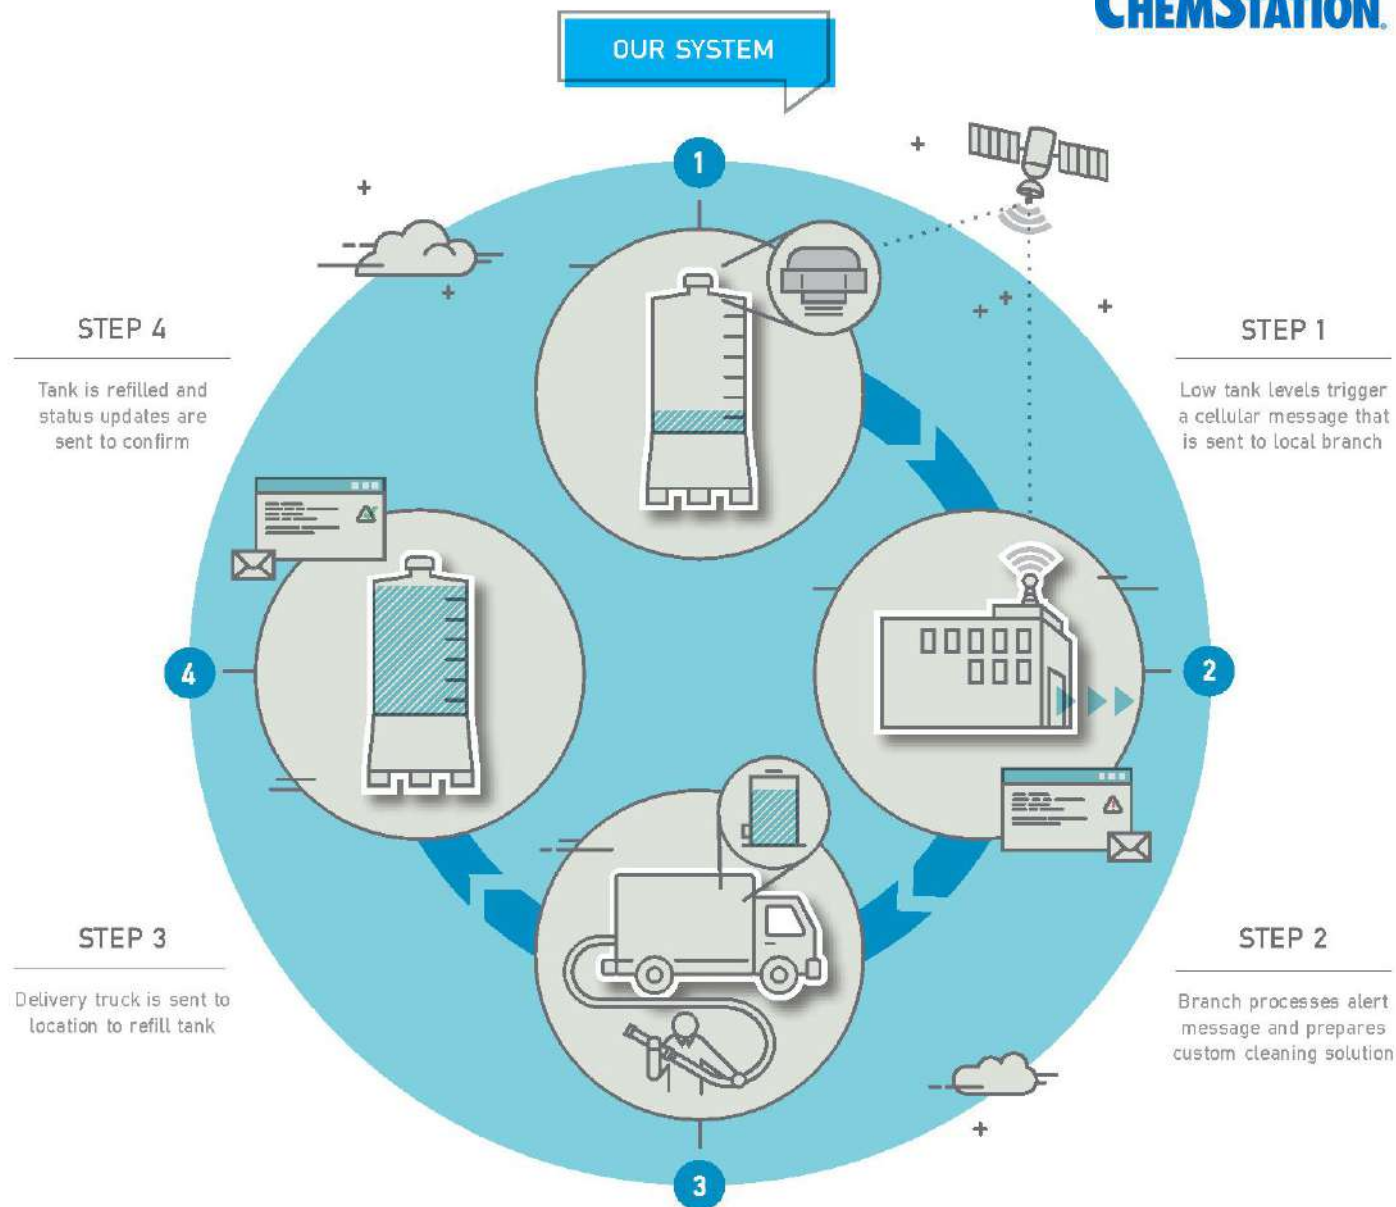 CHEMSTATION®
OUR SYSTEM
1
STEP 4
Tank is refilled and
status updates are
sent to confirm
STEP 1
Low tank levels trigger
a cellular message that
is sent to local branch
4
2
STEP 3
Delivery truck is sent to
location to refill tank
STEP 2
Branch processes alert
message and prepares
custom cleaning solution
3